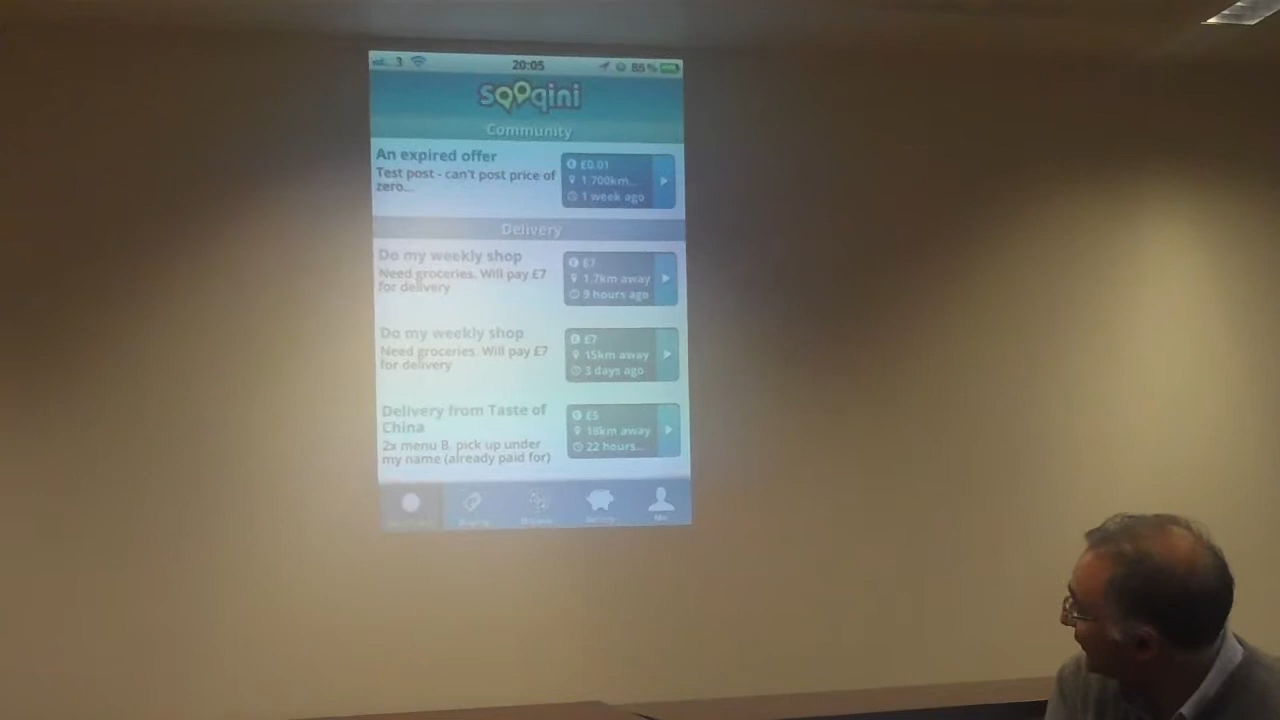 3 20:05 85%
sooqini
Community
An expired offer
Test post - can't post price of
zero...
£0.01
1 700km...
1 week ago
Delivery
Do my weekly shop
Need groceries. Will pay £7
for delivery
£7
1.7km away
9 hours ago
Do my weekly shop
Need groceries. Will pay £7
for delivery
£7
15km away
3 days ago
Delivery from Taste of
China
2x menu B. pick up under
my name (already paid for)
£5
18km away
22 hours...
Me